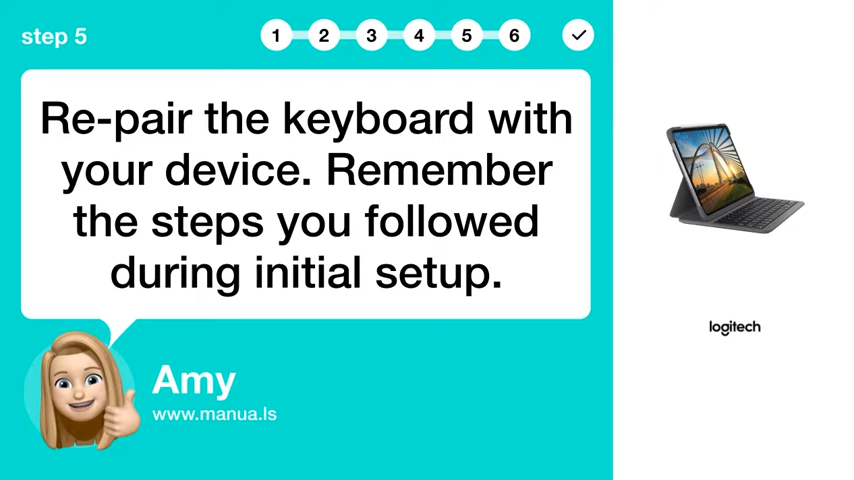 step 5
1 2 3 4 5 6
Re-pair the keyboard with
your device. Remember
the steps you followed
during initial setup.
Amy
www.manua.ls
logitech